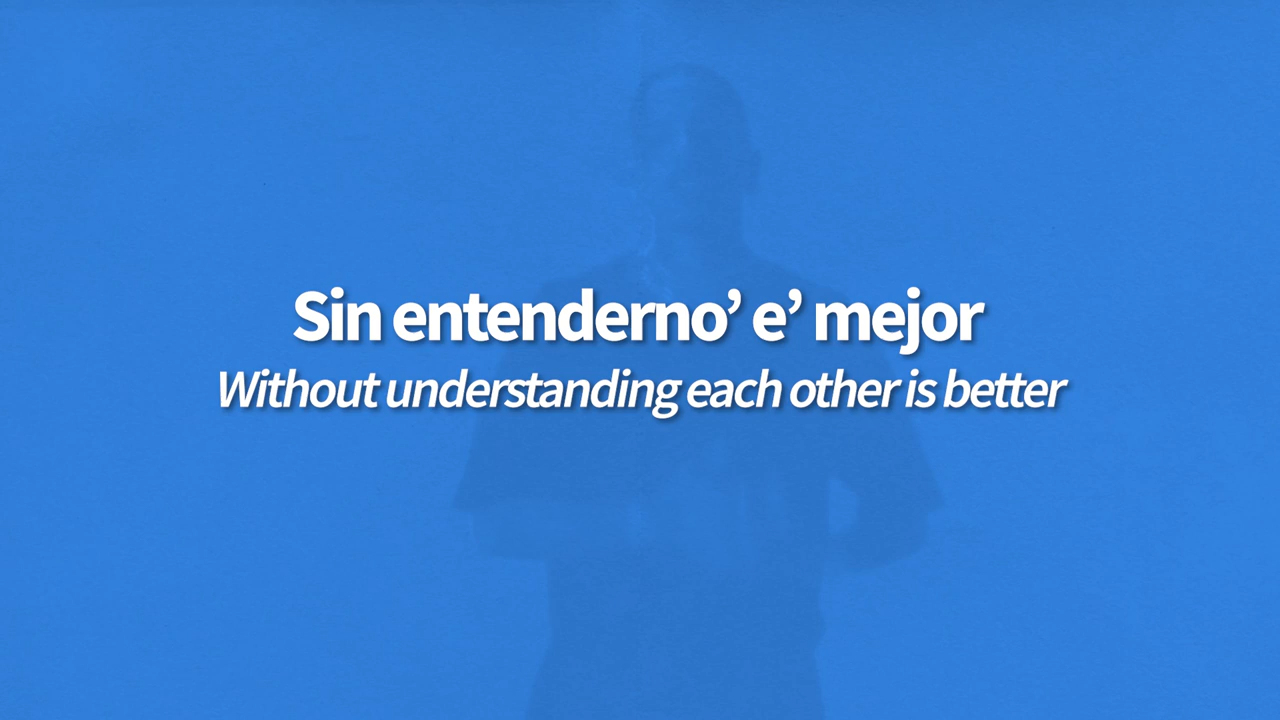 Sin entenderno’ e’ mejor
Without understanding each other is better